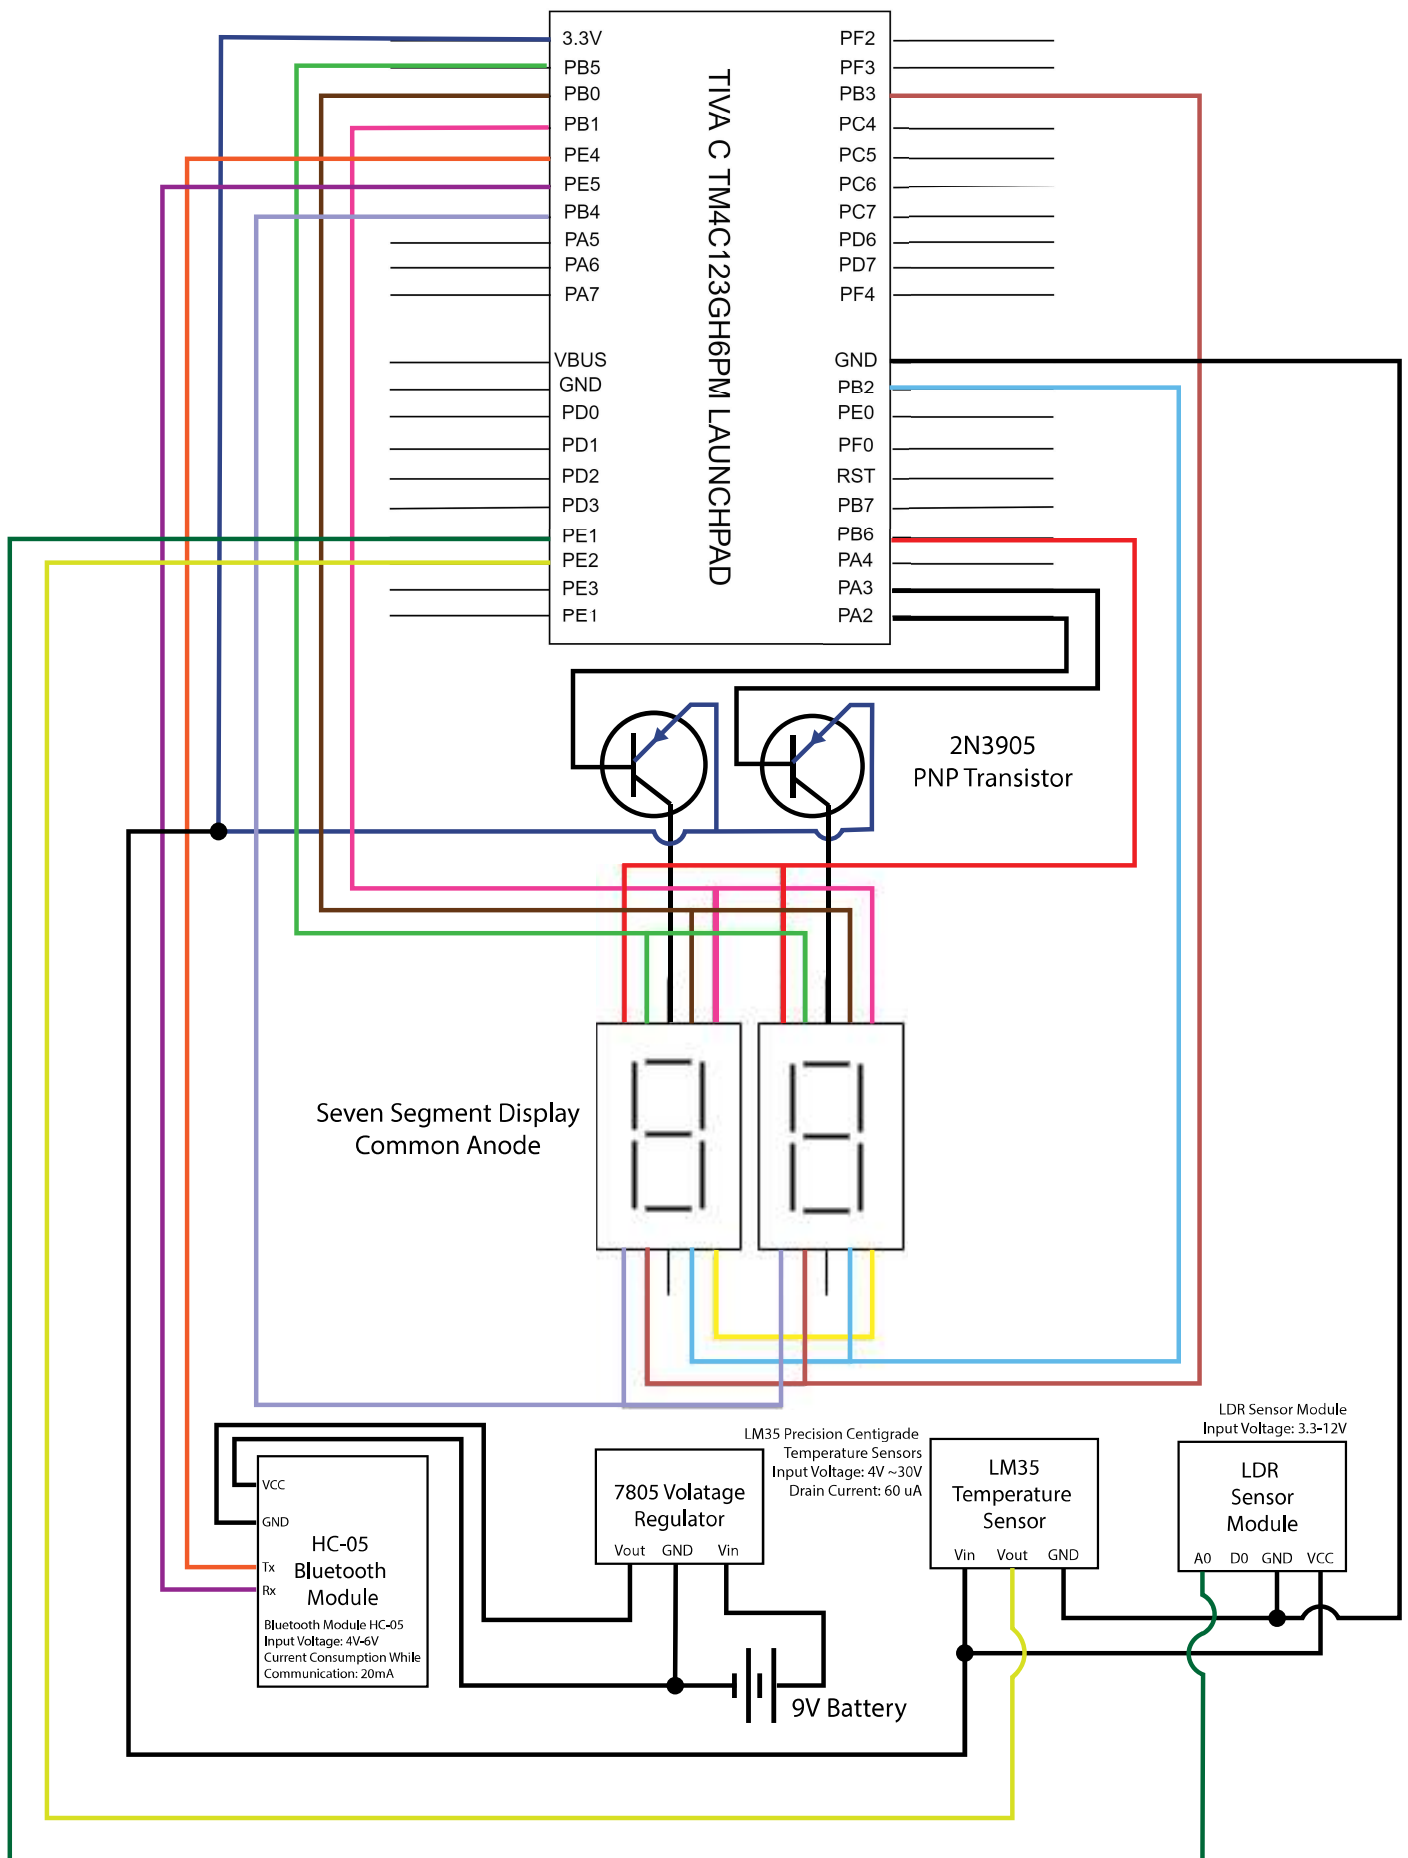 3.3V
PB5
PB0
PB1
PE4
PE5
PB4
PA5
PA6
PA7
VBUS
GND
PD0
PD1
PD2
PD3
PE1
PE2
PE3
PE1
TIVA C TM4C123GH6PM LAUNCHPAD
PF2
PF3
PB3
PC4
PC5
PC6
PC7
PD6
PD7
PF4
GND
PB2
PE0
PF0
RST
PB7
PB6
PA4
PA3
PA2
2N3905
PNP Transistor
Seven Segment Display
Common Anode
VCC
GND
HC-05
Tx
Bluetooth
Rx
Module
Bluetooth Module HC-05
Input Voltage: 4V-6V
Current Consumption While
Communication: 20mA
7805 Volatage
Regulator
Vout GND Vin
9V Battery
LM35 Precision Centigrade
Temperature Sensors
Input Voltage: 4V ~30V
Drain Current: 60 uA
LM35
Temperature
Sensor
Vin Vout GND
LDR Sensor Module
Input Voltage: 3.3-12V
LDR
Sensor
Module
A0 D0 GND VCC